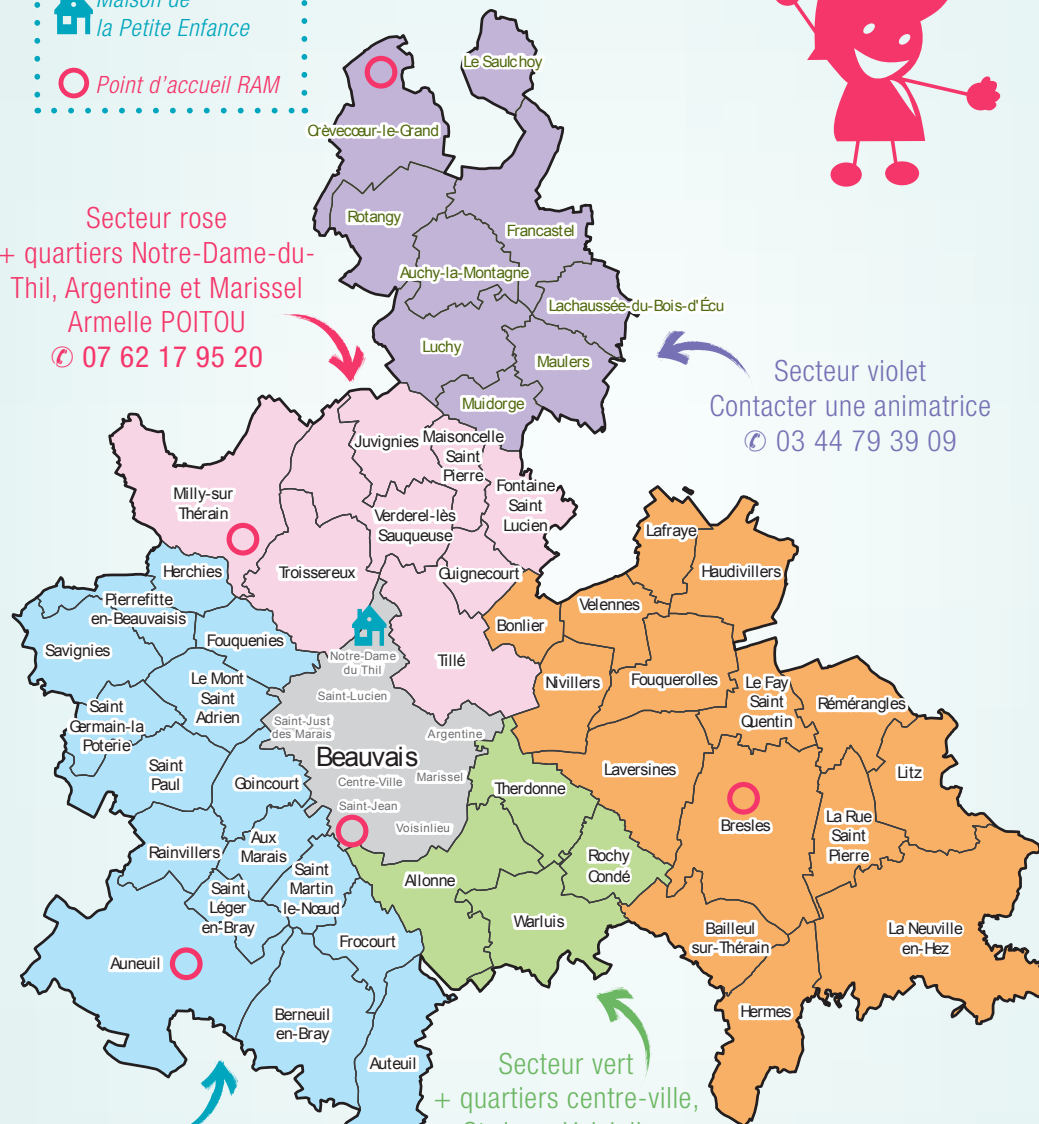 Maison de
la Petite Enfance
Point d'accueil RAM
Le Saulchoy
Crèvecœur-le-Grand
Rotangy
Francastel
Auchy-la-Montagne
Lachaussée-du-Bois-d'Écu
Luchy
Maulers
Muidorge
Secteur rose
+ quartiers Notre-Dame-du-
Thil, Argentine et Marissel
Armelle POITOU
✆ 07 62 17 95 20
Secteur violet
Contacter une animatrice
✆ 03 44 79 39 09
Juvignies
Maisoncelle
Saint
Pierre
Milly-sur
Thérain
Fontaine
Saint
Lucien
Verderel-lès
Sauqueuse
Troissereux
Guignecourt
Tillé
Lafraye
Haudivillers
Velennes
Bonlier
Nivillers
Fouquerolles
Le Fay
Saint
Quentin
Rémérangles
Laversines
Litz
Bresles
La Rue
Saint
Pierre
Bailleul
sur-Thérain
La Neuville
en-Hez
Hermes
Herchies
Pierrefitte
en-Beauvaisis
Savignies
Fouquenies
Le Mont
Saint
Adrien
Saint
Germain-la
Poterie
Saint
Paul
Goincourt
Rainvillers
Aux
Marais
Saint
Martin
le-Nœud
Saint
Léger
en-Bray
Frocourt
Auneuil
Berneuil
en-Bray
Auteuil
Notre-Dame
du Thil
Saint-Lucien
Saint-Just
des Marais
Argentine
Beauvais
Centre-Ville
Marissel
Saint-Jean
Voisinlieu
Therdonne
Rochy
Condé
Allonne
Warluis
Secteur vert
+ quartiers centre-ville,